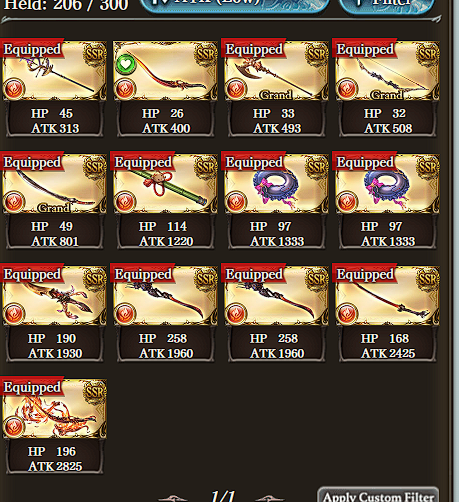 Held: 206 / 300 ATK (Low) Filter
Equipped SSR Equipped SSR Equipped SSR
SSR
Grand Grand
HP 45 HP 26 HP 33 HP 32
ATK 313 ATK 400 ATK 493 ATK 508
Equipped SSR Equipped SSR Equipped SSR Equipped SSR
Grand
HP 49 HP 114 HP 97 HP 97
ATK 801 ATK 1220 ATK 1333 ATK 1333
Equipped SSR Equipped SSR Equipped SSR Equipped SSR
HP 190 HP 258 HP 258 HP 168
ATK 1930 ATK 1960 ATK 1960 ATK 2425
Equipped SSR
HP 196
ATK 2825
1/1 Apply Custom Filter